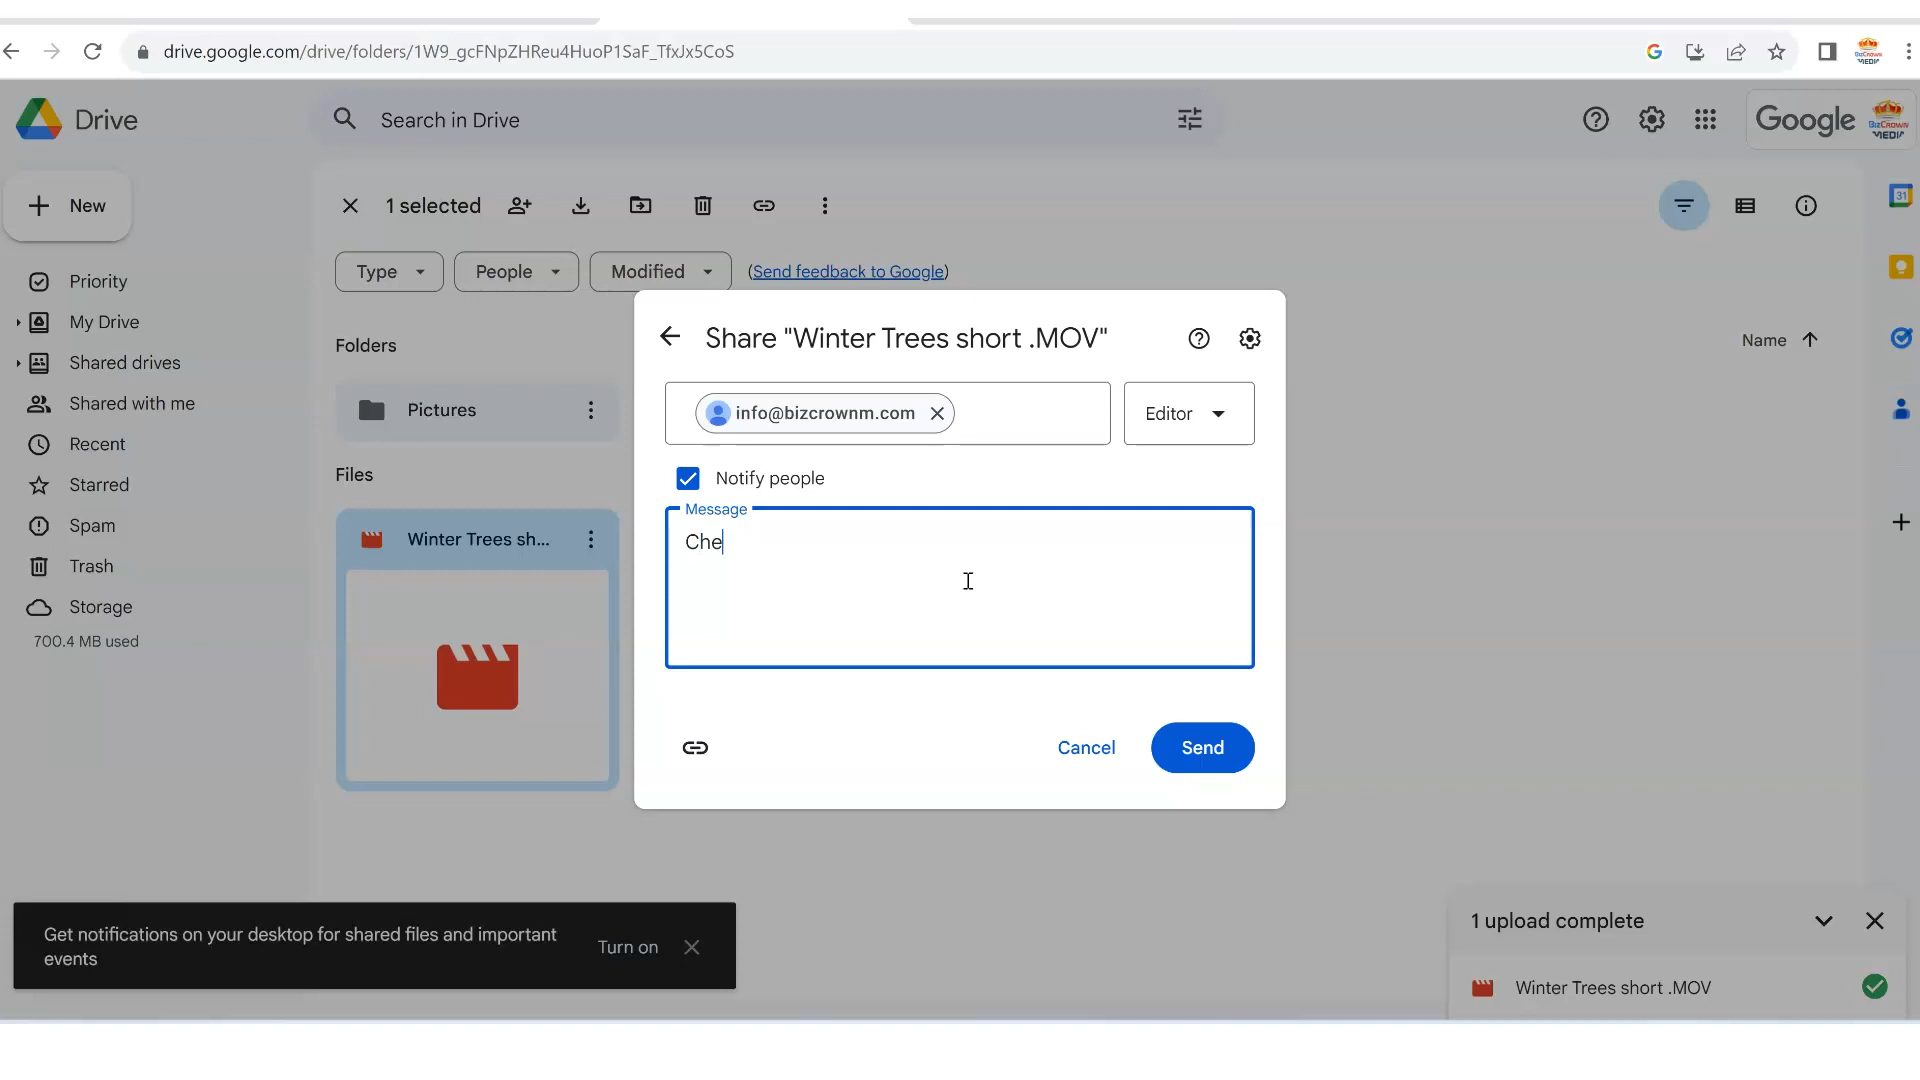 drive.google.com/drive/folders/1W9_gcFNpZHReu4HuoP1SaF_TfxJx5CoS
Drive
Search in Drive
Google
BizCrown
MEDIA
New
1 selected
Type
People
Modified
(Send feedback to Google)
Priority
My Drive
Shared drives
Shared with me
Recent
Starred
Spam
Trash
Storage
700.4 MB used
Folders
Pictures
Files
Winter Trees sh...
Name
31
Share "Winter Trees short .MOV"
info@bizcrownm.com
Editor
Notify people
Message
Che
Cancel
Send
Get notifications on your desktop for shared files and important
events
Turn on
1 upload complete
Winter Trees short .MOV